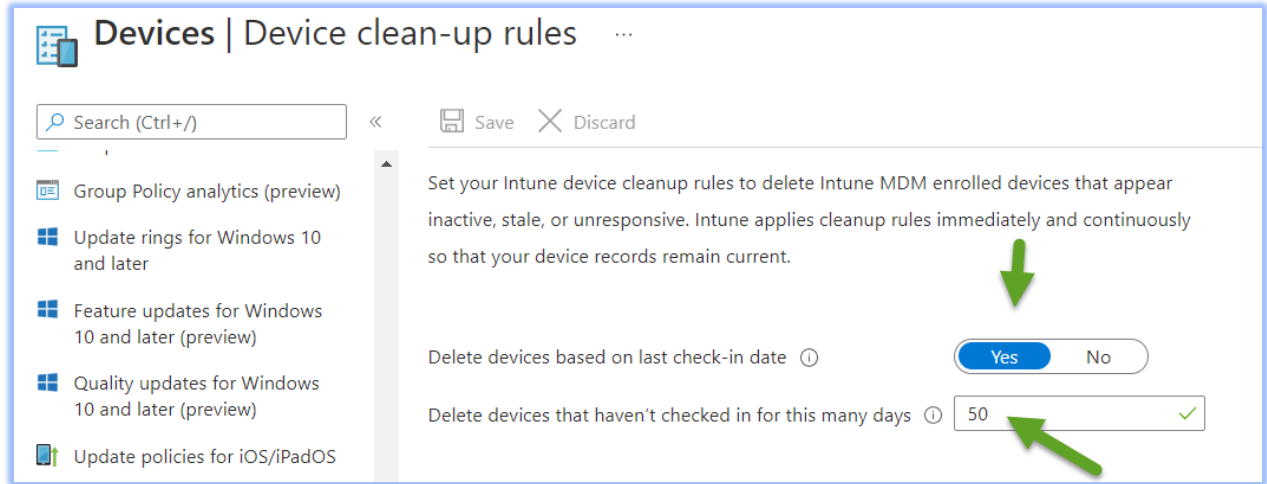 Devices | Device clean-up rules ...
Search (Ctrl+/)
«
Save
Discard
Group Policy analytics (preview)
Update rings for Windows 10
and later
Feature updates for Windows
10 and later (preview)
Quality updates for Windows
10 and later (preview)
Update policies for iOS/iPadOS
Set your Intune device cleanup rules to delete Intune MDM enrolled devices that appear
inactive, stale, or unresponsive. Intune applies cleanup rules immediately and continuously
so that your device records remain current.
Delete devices based on last check-in date
Yes
No
Delete devices that haven't checked in for this many days
50